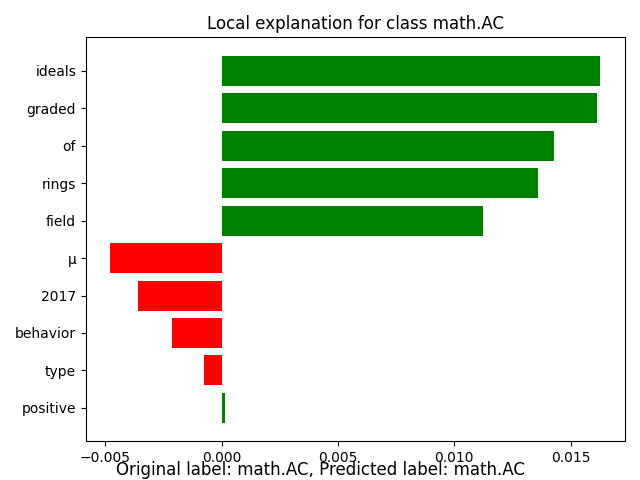 Local explanation for class math.AC
ideals
graded
of
rings
field
μ
2017
behavior
type
positive
−0.005 0.000 0.005 0.010 0.015
Original label: math.AC, Predicted label: math.AC